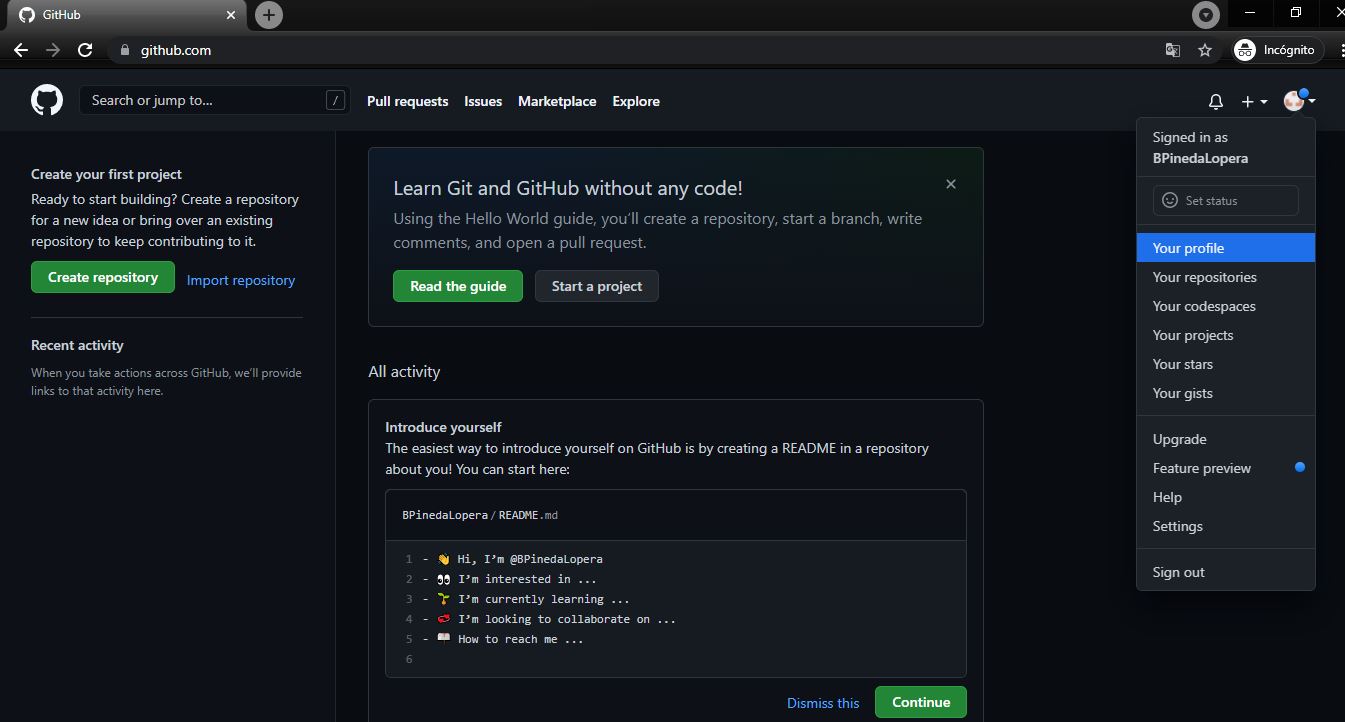 GitHub
github.com
Incógnito
Search or jump to...
/
Pull requests
Issues
Marketplace
Explore
Create your first project
Ready to start building? Create a repository
for a new idea or bring over an existing
repository to keep contributing to it.
Create repository
Import repository
Recent activity
When you take actions across GitHub, we'll provide
links to that activity here.
Learn Git and GitHub without any code!
Using the Hello World guide, you'll create a repository, start a branch, write
comments, and open a pull request.
Read the guide
Start a project
All activity
Introduce yourself
The easiest way to introduce yourself on GitHub is by creating a README in a repository
about you! You can start here:
BPinedaLopera/README.md
1 - 👋 Hi, I'm @BPinedaLopera
2 - 👀 I'm interested in ...
3 - 🌱 I'm currently learning ...
4 - 💞️ I'm looking to collaborate on ...
5 - 📫 How to reach me ...
6
Dismiss this
Continue
Signed in as
BPinedaLopera
Set status
Your profile
Your repositories
Your codespaces
Your projects
Your stars
Your gists
Upgrade
Feature preview
Help
Settings
Sign out